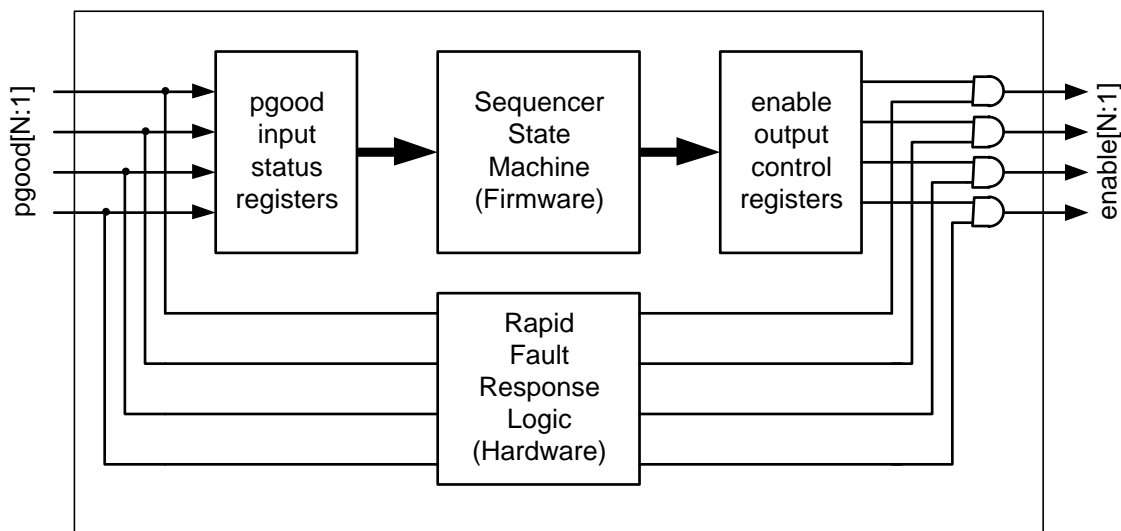 pgood[N:1]
pgood
input
status
registers
Sequencer
State
Machine
(Firmware)
enable
output
control
registers
enable[N:1]
Rapid
Fault
Response
Logic
(Hardware)